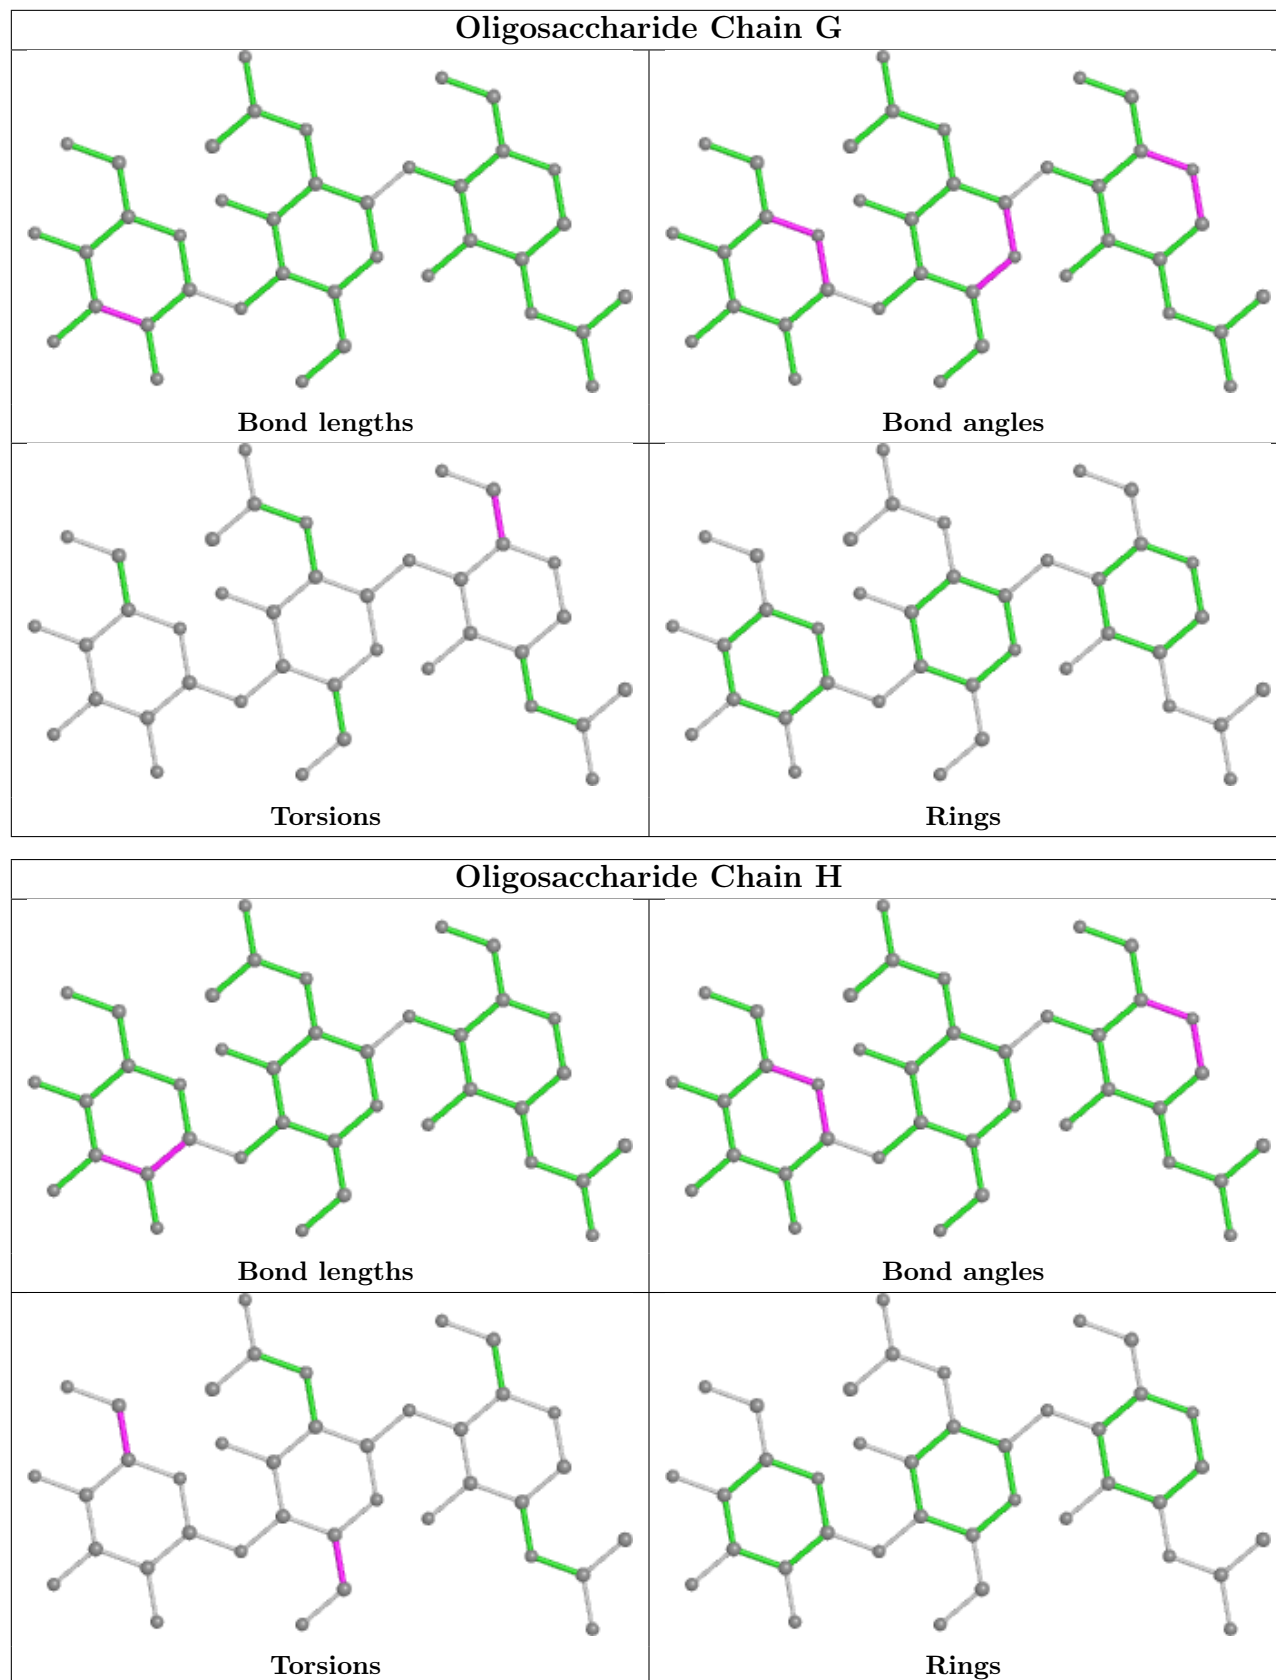 Oligosaccharide Chain G
Bond lengths
Bond angles
Torsions
Rings
Oligosaccharide Chain H
Bond lengths
Bond angles
Torsions
Rings